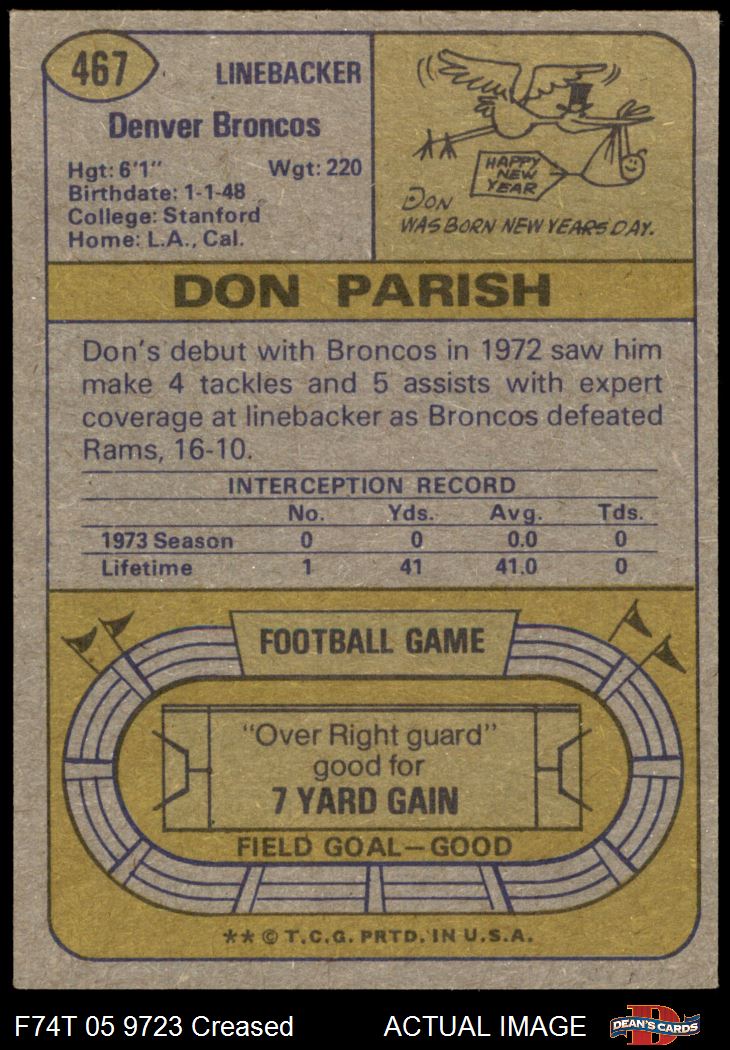 467
LINEBACKER
Denver Broncos
Hgt: 6'1" Wgt: 220
Birthdate: 1-1-48
College: Stanford
Home: L.A., Cal.
HAPPY
NEW
YEAR
DON
WAS BORN NEW YEARS DAY.
DON PARISH
Don's debut with Broncos in 1972 saw him
make 4 tackles and 5 assists with expert
coverage at linebacker as Broncos defeated
Rams, 16-10.
INTERCEPTION RECORD
No. Yds. Avg. Tds.
1973 Season 0 0 0.0 0
Lifetime 1 41 41.0 0
FOOTBALL GAME
"Over Right guard"
good for
7 YARD GAIN
FIELD GOAL—GOOD
** © T.C.G. PRTD. IN U.S.A.
F74T 05 9723 Creased ACTUAL IMAGE
DEAN'S CARDS